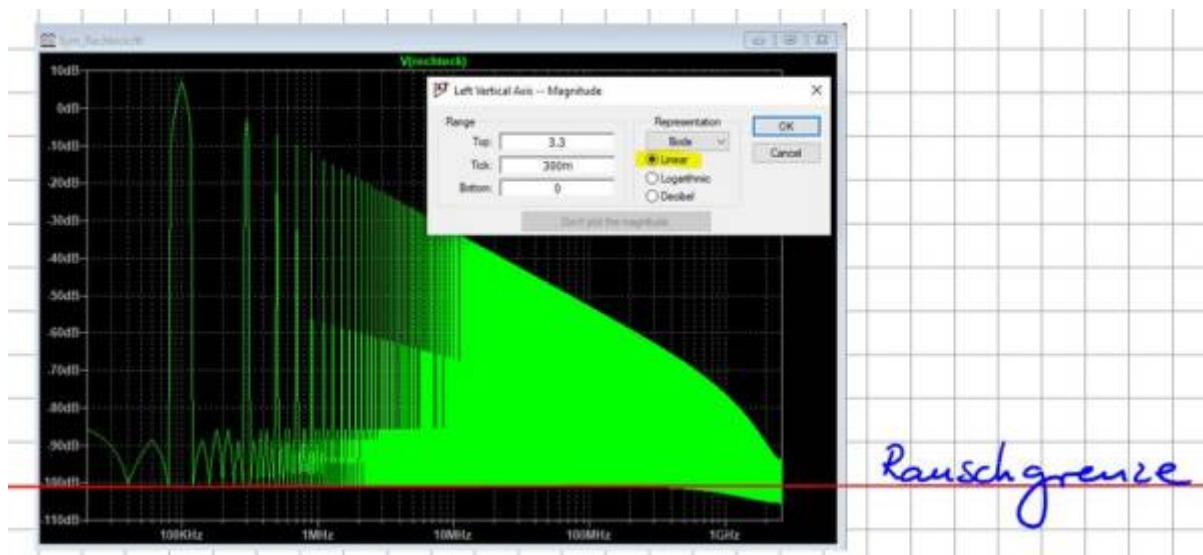 V(rechteck)
10dB
0dB
-10dB
-20dB
-30dB
-40dB
-50dB
-60dB
-70dB
-80dB
-90dB
-100dB
-110dB
100KHz 1MHz 10MHz 100MHz 1GHz
Left Vertical Axis -- Magnitude
Range
Top: 3.3
Tick: 300m
Bottom: 0
Representation
Bode
Linear
Logarithmic
Decibel
OK
Cancel
Don't plot the magnitude
Rauschgrenze